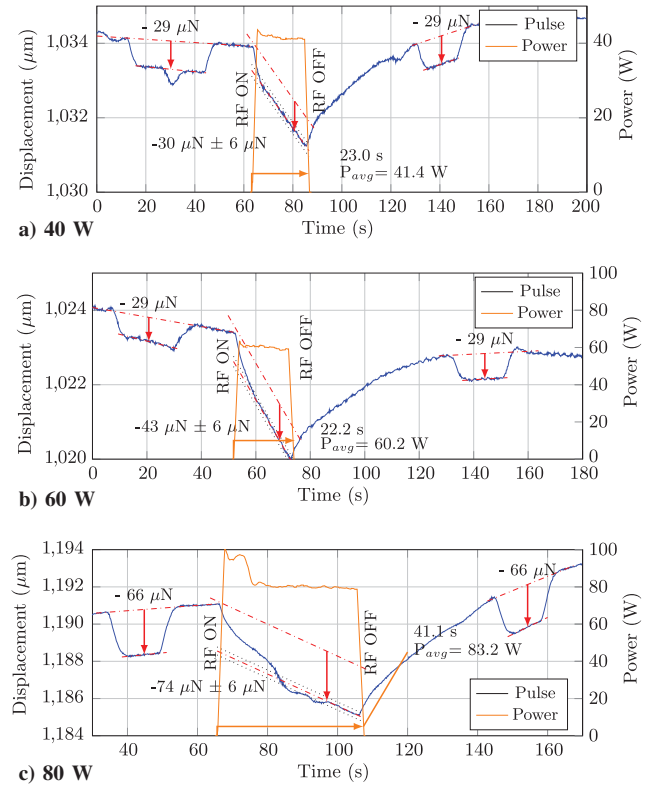 1,034
1,032
1,030
Displacement (μm)
- 29 μN
- 29 μN
Pulse
Power
40
20
0
Power (W)
RF ON
RF OFF
-30 μN ± 6 μN
23.0 s
Pavg= 41.4 W
0 20 40 60 80 100 120 140 160 180 200
Time (s)
a) 40 W
1,024
1,022
1,020
Displacement (μm)
- 29 μN
- 29 μN
Pulse
Power
100
80
60
40
20
0
Power (W)
RF ON
RF OFF
-43 μN ± 6 μN
22.2 s
Pavg= 60.2 W
0 20 40 60 80 100 120 140 160 180
Time (s)
b) 60 W
1,194
1,192
1,190
1,188
1,186
1,184
Displacement (μm)
- 66 μN
- 66 μN
RF ON
RF OFF
-74 μN ± 6 μN
41.1 s
Pavg= 83.2 W
Pulse
Power
100
80
60
40
20
0
Power (W)
40 60 80 100 120 140 160
Time (s)
c) 80 W